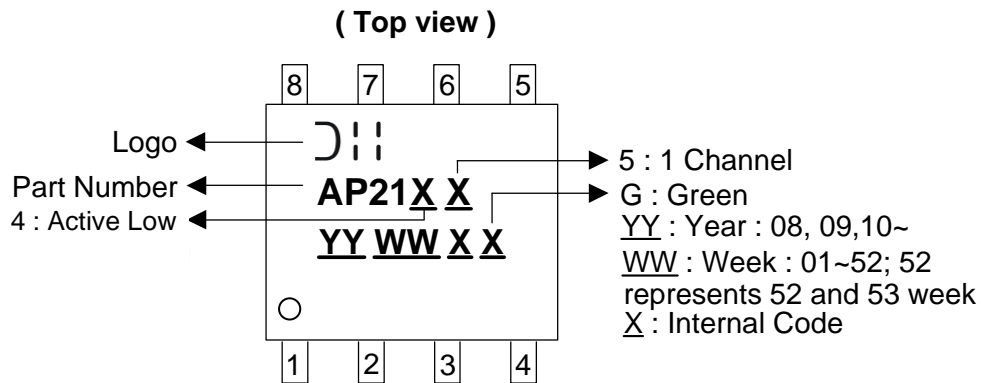 ( Top view )
8 7 6 5
Logo
Part Number
4 : Active Low
AP21X X
YY WW X X
5 : 1 Channel
G : Green
YY : Year : 08, 09,10~
WW : Week : 01~52; 52
represents 52 and 53 week
X : Internal Code
1 2 3 4